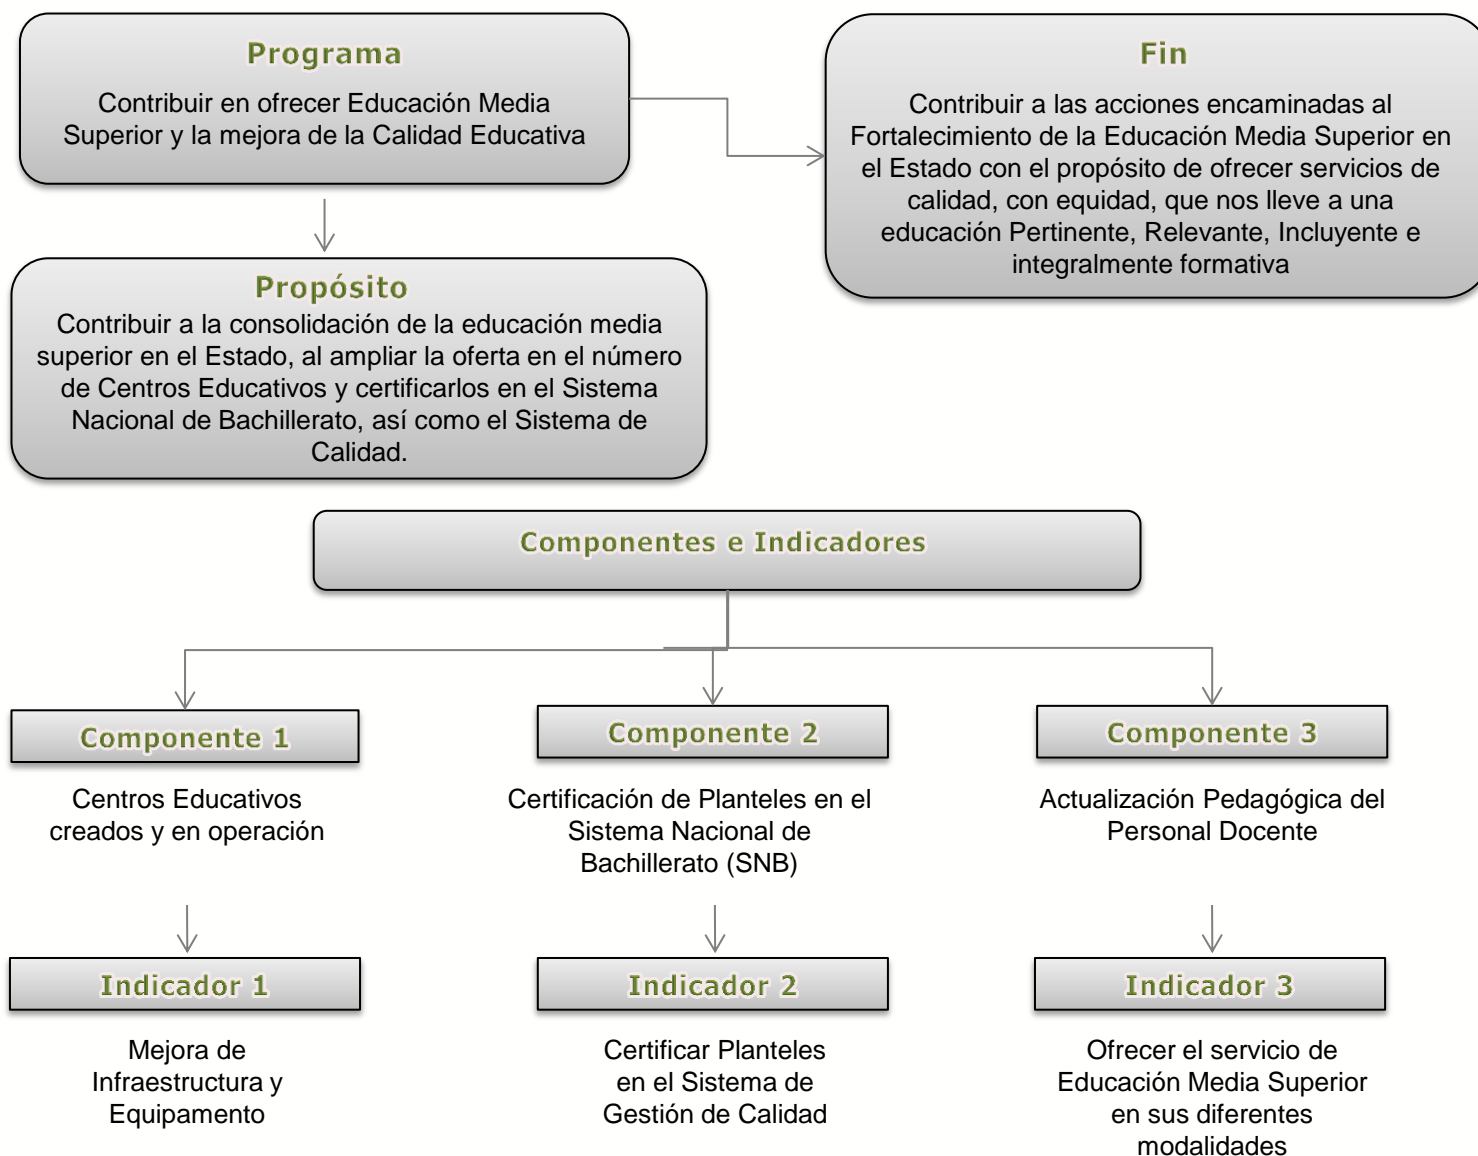 Programa
Contribuir en ofrecer Educación Media
Superior y la mejora de la Calidad Educativa
Fin
Contribuir a las acciones encaminadas al
Fortalecimiento de la Educación Media Superior en
el Estado con el propósito de ofrecer servicios de
calidad, con equidad, que nos lleve a una
educación Pertinente, Relevante, Incluyente e
integralmente formativa
Propósito
Contribuir a la consolidación de la educación media
superior en el Estado, al ampliar la oferta en el número
de Centros Educativos y certificarlos en el Sistema
Nacional de Bachillerato, así como el Sistema de
Calidad.
Componentes e Indicadores
Componente 1
Centros Educativos
creados y en operación
Componente 2
Certificación de Planteles en el
Sistema Nacional de
Bachillerato (SNB)
Componente 3
Actualización Pedagógica del
Personal Docente
Indicador 1
Mejora de
Infraestructura y
Equipamento
Indicador 2
Certificar Planteles
en el Sistema de
Gestión de Calidad
Indicador 3
Ofrecer el servicio de
Educación Media Superior
en sus diferentes
modalidades